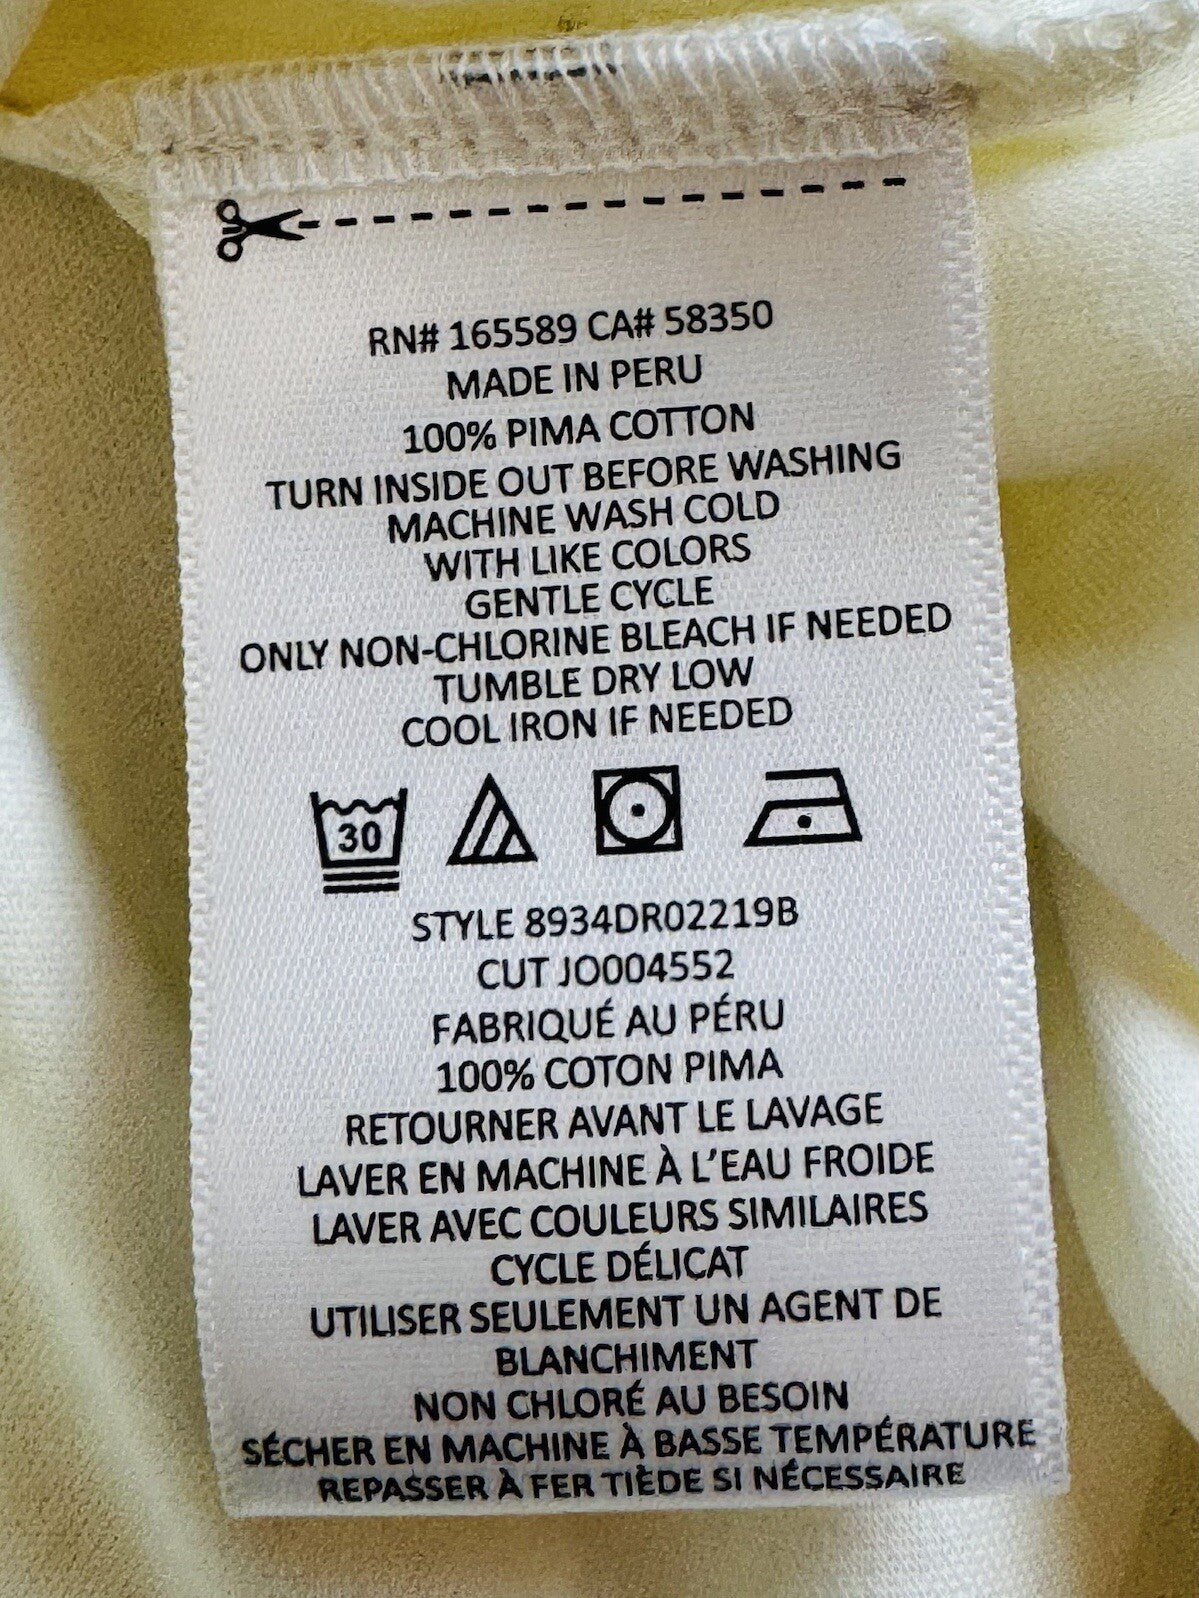 RN# 165589 CA# 58350
MADE IN PERU
100% PIMA COTTON
TURN INSIDE OUT BEFORE WASHING
MACHINE WASH COLD
WITH LIKE COLORS
GENTLE CYCLE
ONLY NON-CHLORINE BLEACH IF NEEDED
TUMBLE DRY LOW
COOL IRON IF NEEDED
30
STYLE 8934DR02219B
CUT JO004552
FABRIQUÉ AU PÉRU
100% COTON PIMA
RETOURNER AVANT LE LAVAGE
LAVER EN MACHINE À L'EAU FROIDE
LAVER AVEC COULEURS SIMILAIRES
CYCLE DÉLICAT
UTILISER SEULEMENT UN AGENT DE
BLANCHIMENT
NON CHLORÉ AU BESOIN
SÉCHER EN MACHINE À BASSE TEMPÉRATURE
REPASSER À FER TIÈDE SI NÉCESSAIRE